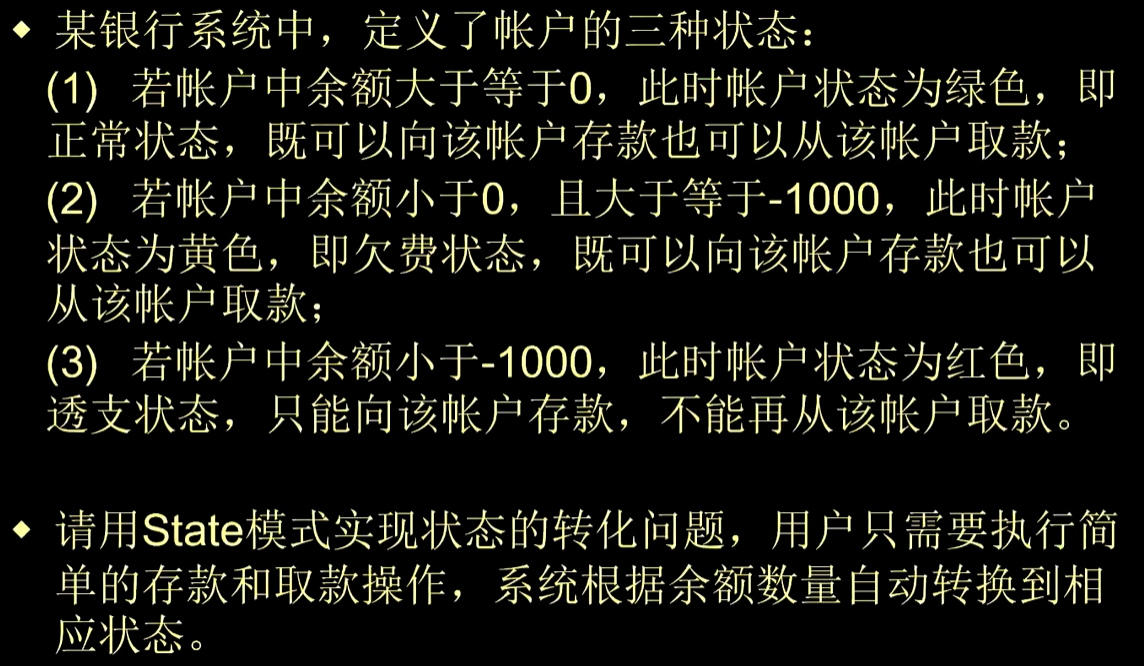 ◆ 某银行系统中，定义了帐户的三种状态：
(1) 若帐户中余额大于等于0，此时帐户状态为绿色，即
正常状态，既可以向该帐户存款也可以从该帐户取款；
(2) 若帐户中余额小于0，且大于等于-1000，此时帐户
状态为黄色，即欠费状态，既可以向该帐户存款也可以
从该帐户取款；
(3) 若帐户中余额小于-1000，此时帐户状态为红色，即
透支状态，只能向该帐户存款，不能再从该帐户取款。
◆ 请用State模式实现状态的转化问题，用户只需要执行简
单的存款和取款操作，系统根据余额数量自动转换到相
应状态。